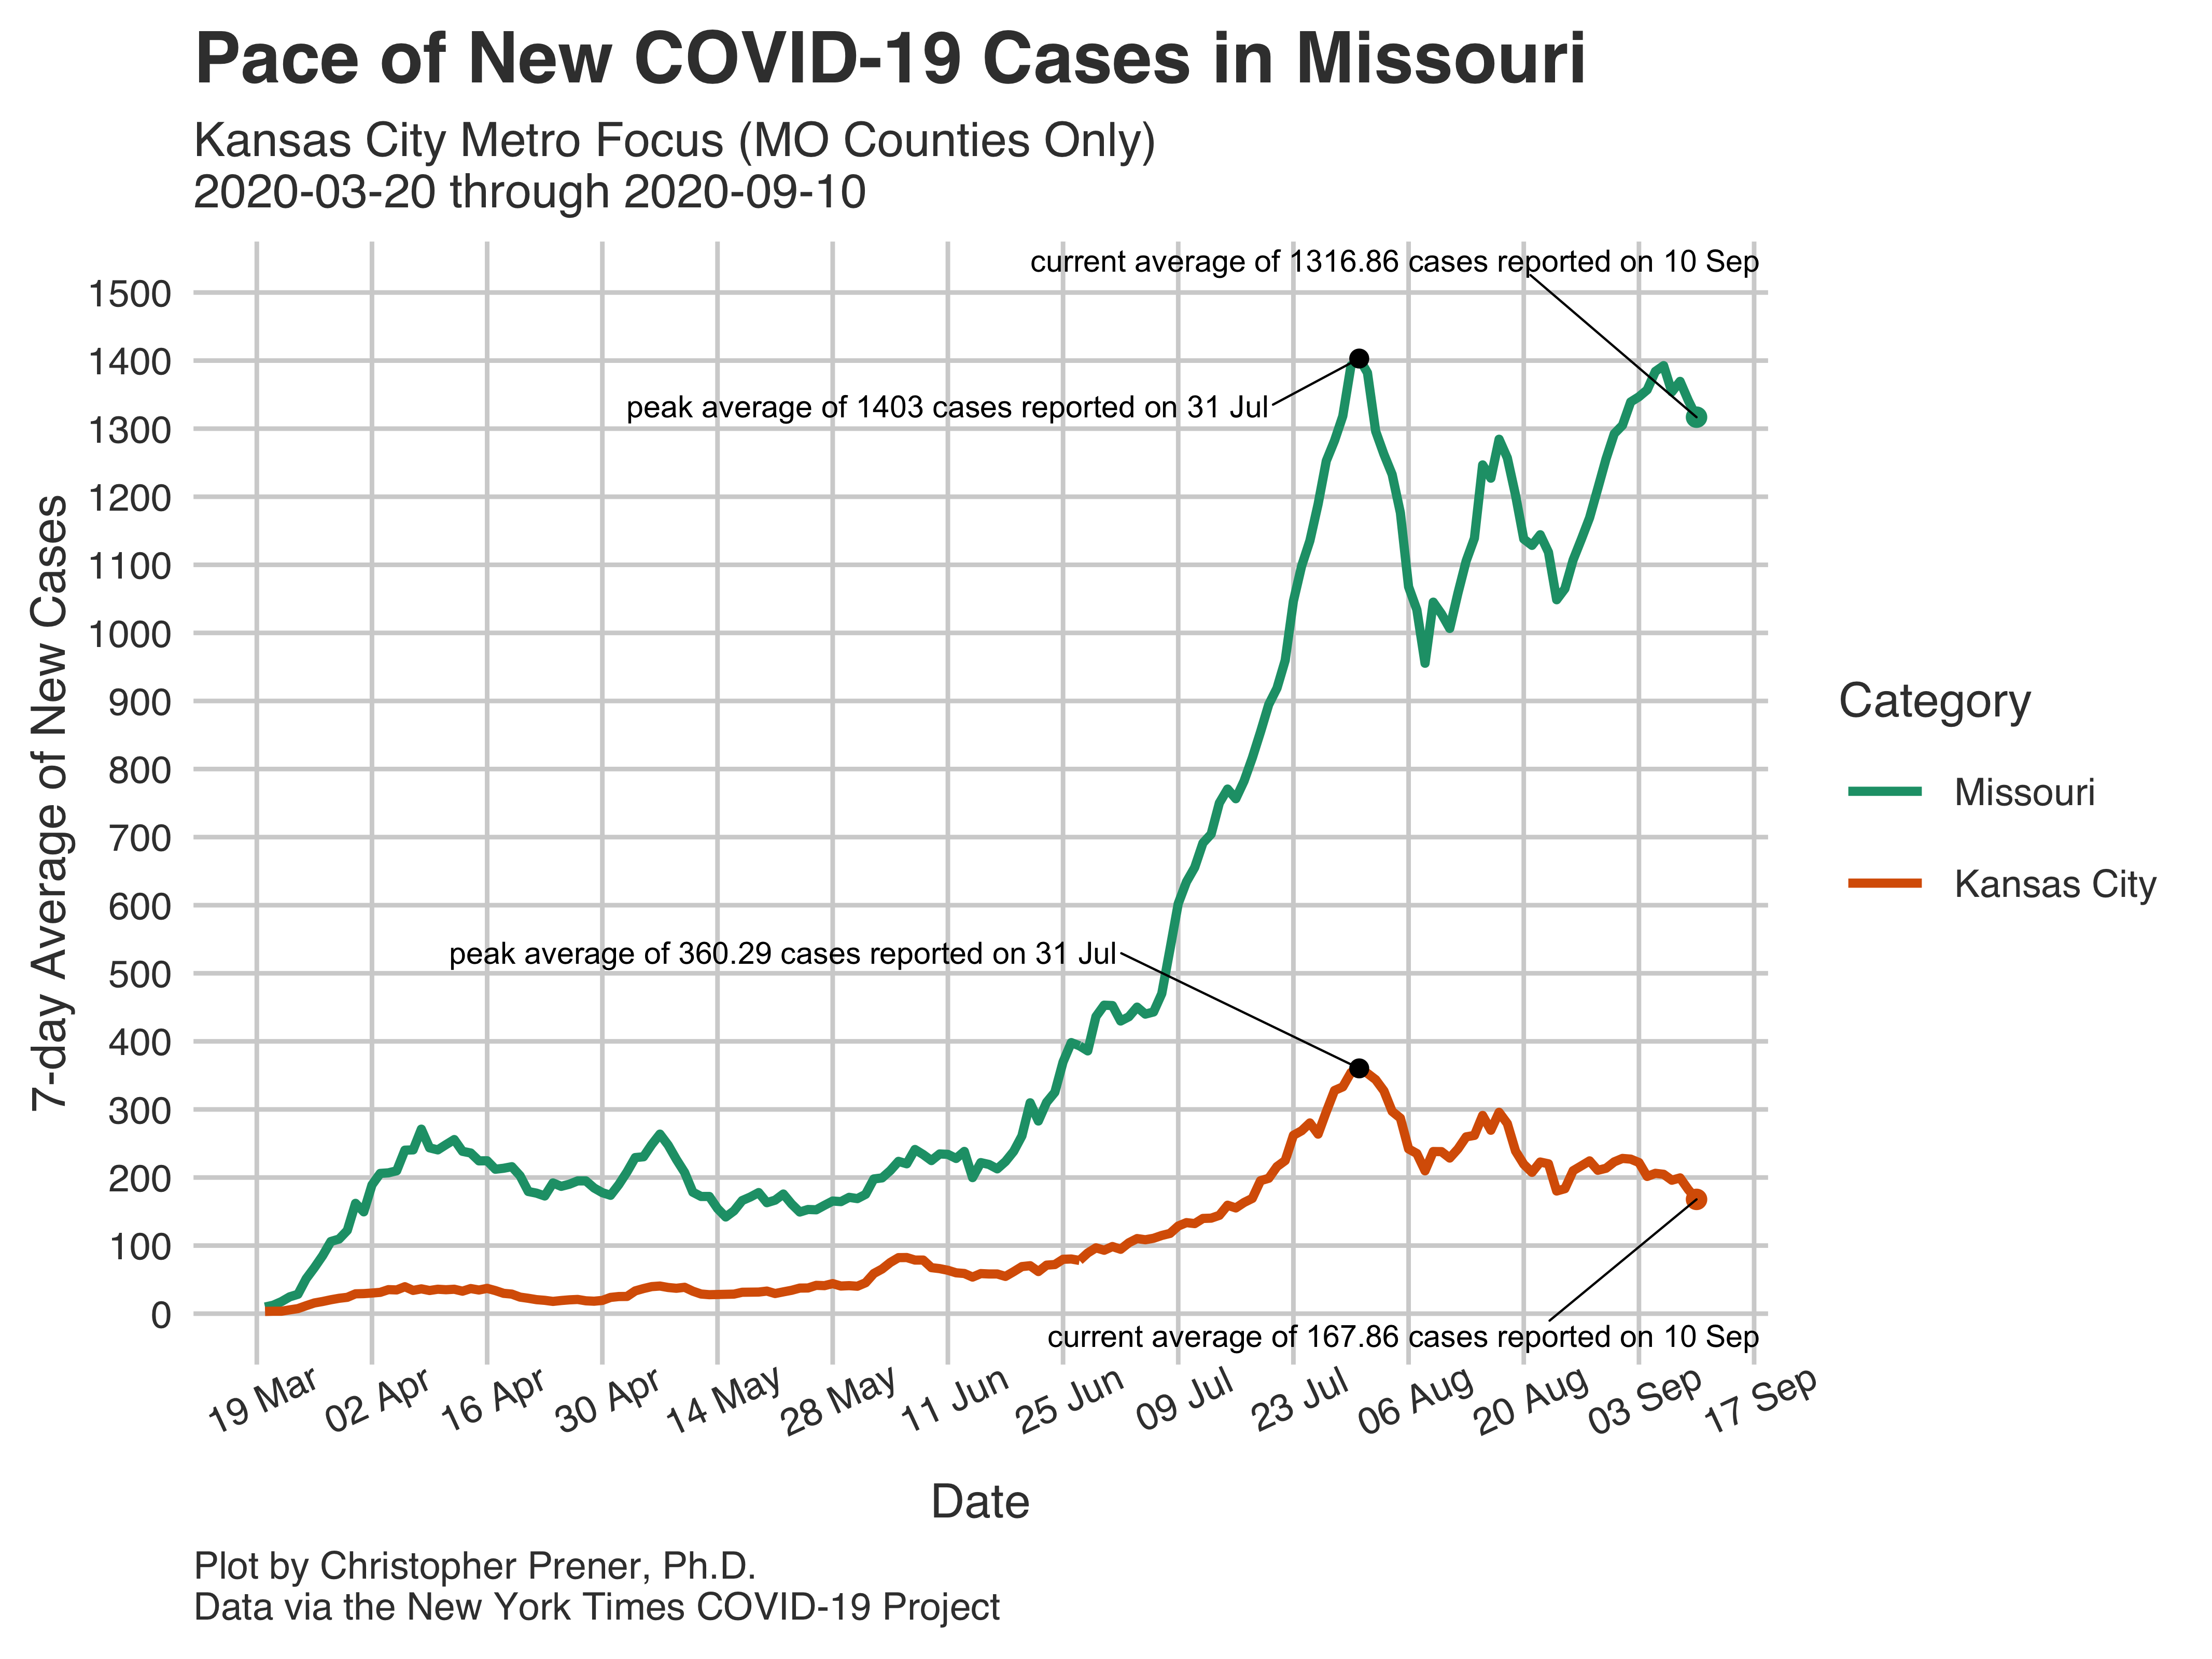 Pace of New COVID-19 Cases in Missouri
Kansas City Metro Focus (MO Counties Only)
2020-03-20 through 2020-09-10
current average of 1316.86 cases reported on 10 Sep
1500
1400
peak average of 1403 cases reported on 31 Jul
1300
1200
1100
1000
900
800
700
600
peak average of 360.29 cases reported on 31 Jul
500
400
300
200
100
0
current average of 167.86 cases reported on 10 Sep
7-day Average of New Cases
19 Mar
02 Apr
16 Apr
30 Apr
14 May
28 May
11 Jun
25 Jun
09 Jul
23 Jul
06 Aug
20 Aug
03 Sep
17 Sep
Date
Category
Missouri
Kansas City
Plot by Christopher Prener, Ph.D.
Data via the New York Times COVID-19 Project